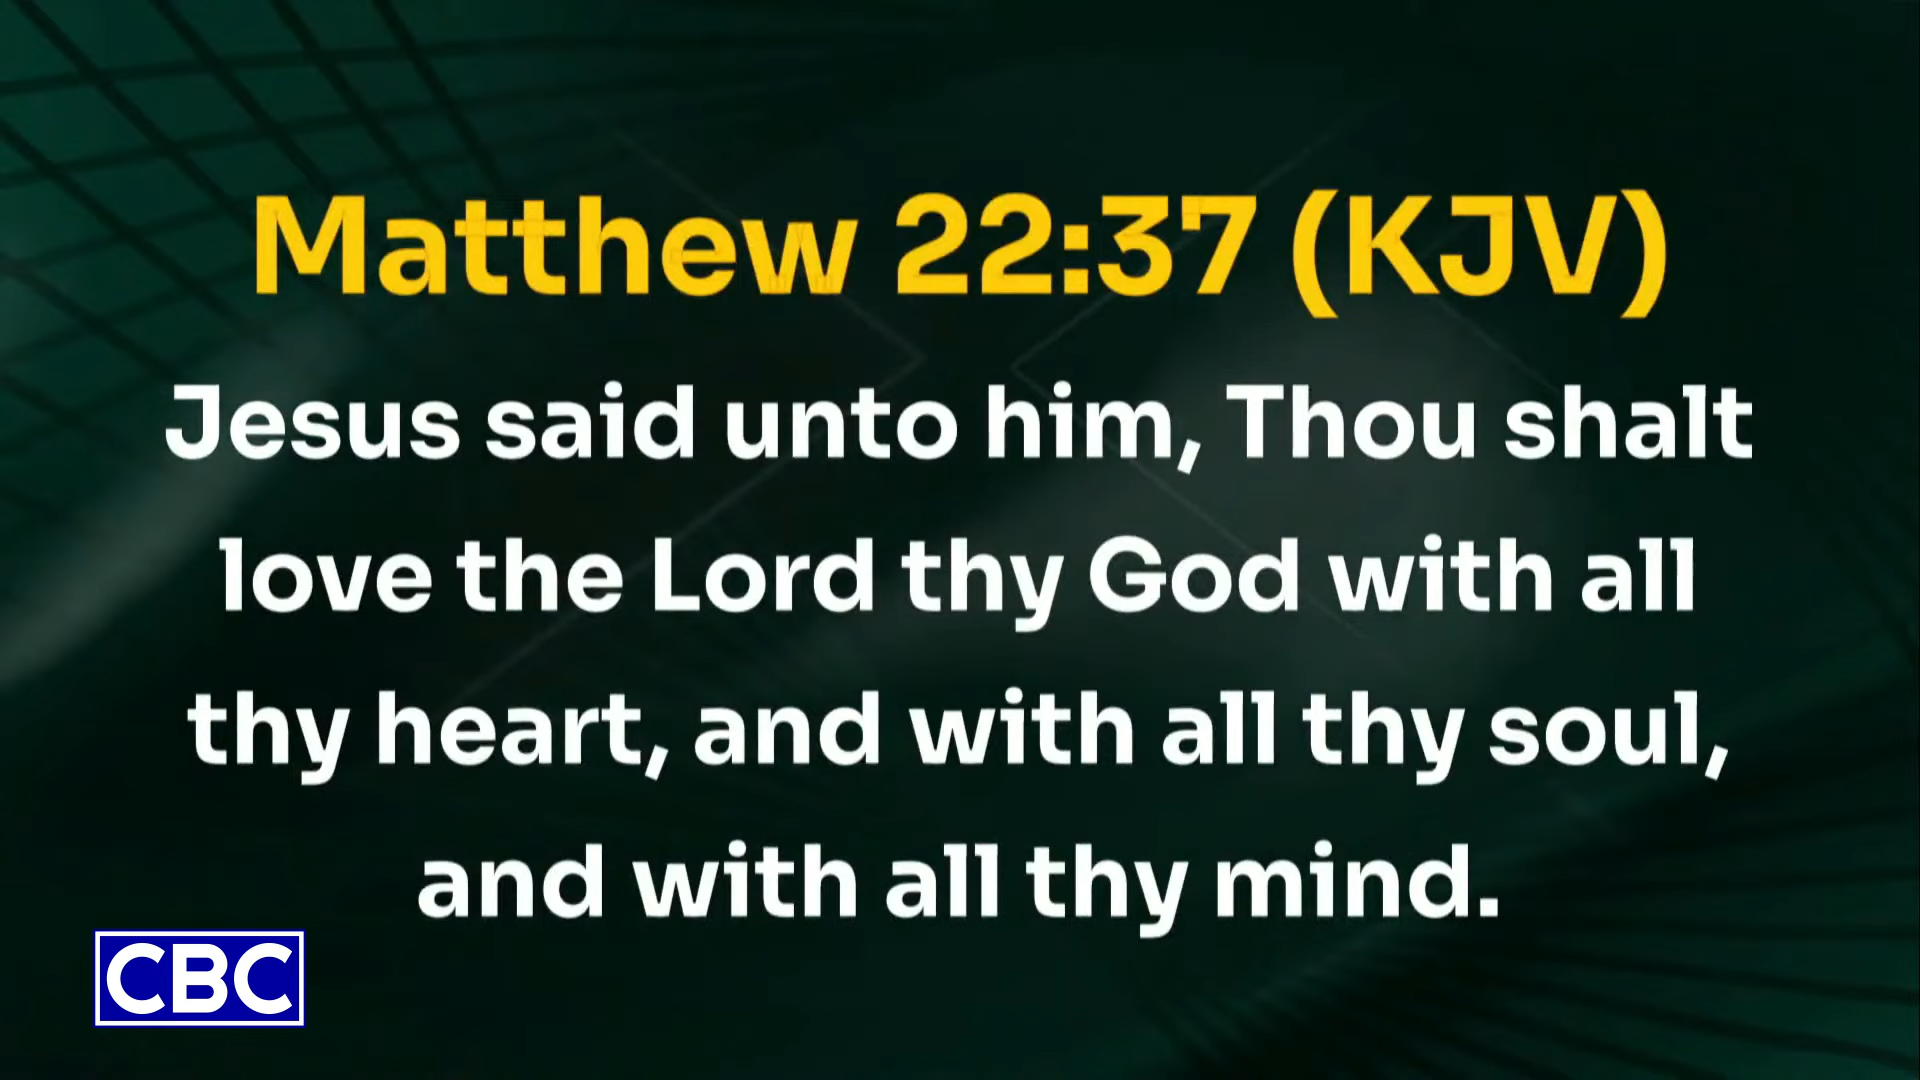 Matthew 22:37 (KJV)
Jesus said unto him, Thou shalt
love the Lord thy God with all
thy heart, and with all thy soul,
and with all thy mind.
CBC